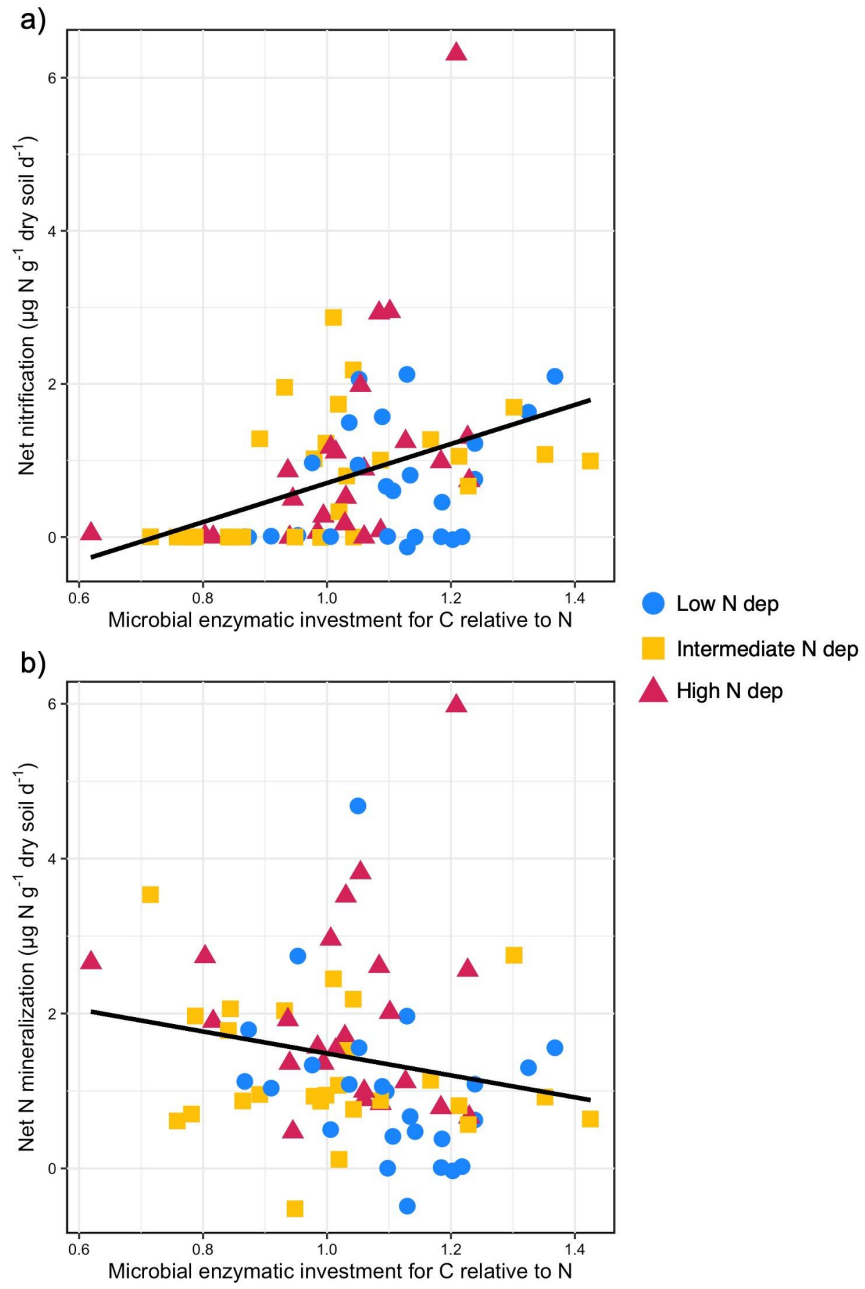 a)
6
4
2
0
Net nitrification (µg N g⁻¹ dry soil d⁻¹)
0.6 0.8 1.0 1.2 1.4
Microbial enzymatic investment for C relative to N
Low N dep
Intermediate N dep
High N dep
b)
6
4
2
0
Net N mineralization (µg N g⁻¹ dry soil d⁻¹)
0.6 0.8 1.0 1.2 1.4
Microbial enzymatic investment for C relative to N